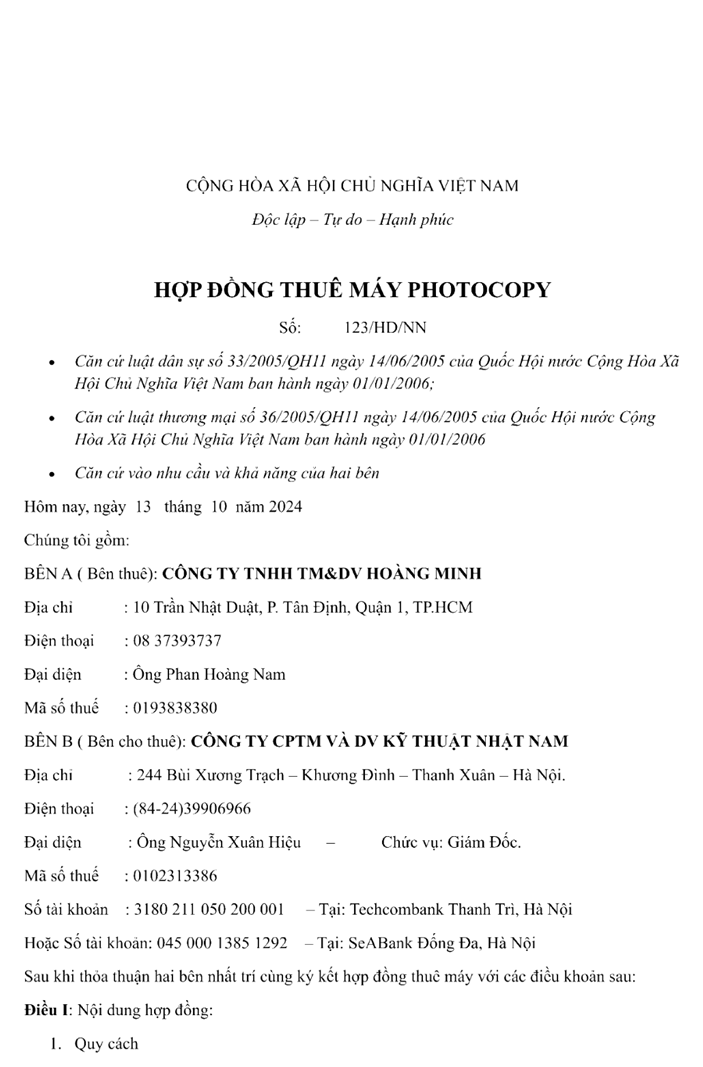 CỘNG HÒA XÃ HỘI CHỦ NGHĨA VIỆT NAM
Độc lập – Tự do – Hạnh phúc
HỢP ĐỒNG THUÊ MÁY PHOTOCOPY
Số: 123/HD/NN
• Căn cứ luật dân sự số 33/2005/QH11 ngày 14/06/2005 của Quốc Hội nước Cộng Hòa Xã
Hội Chủ Nghĩa Việt Nam ban hành ngày 01/01/2006;
• Căn cứ luật thương mại số 36/2005/QH11 ngày 14/06/2005 của Quốc Hội nước Cộng
Hòa Xã Hội Chủ Nghĩa Việt Nam ban hành ngày 01/01/2006
• Căn cứ vào nhu cầu và khả năng của hai bên
Hôm nay, ngày 13 tháng 10 năm 2024
Chúng tôi gồm:
BÊN A ( Bên thuê): CÔNG TY TNHH TM&DV HOÀNG MINH
Địa chỉ : 10 Trần Nhật Duật, P. Tân Định, Quận 1, TP.HCM
Điện thoại : 08 37393737
Đại diện : Ông Phan Hoàng Nam
Mã số thuế : 0193838380
BÊN B ( Bên cho thuê): CÔNG TY CPTM VÀ DV KỸ THUẬT NHẬT NAM
Địa chỉ : 244 Bùi Xương Trạch – Khương Đình – Thanh Xuân – Hà Nội.
Điện thoại : (84-24)39906966
Đại diện : Ông Nguyễn Xuân Hiệu – Chức vụ: Giám Đốc.
Mã số thuế : 0102313386
Số tài khoản : 3180 211 050 200 001 – Tại: Techcombank Thanh Trì, Hà Nội
Hoặc Số tài khoản: 045 000 1385 1292 – Tại: SeABank Đống Đa, Hà Nội
Sau khi thỏa thuận hai bên nhất trí cùng ký kết hợp đồng thuê máy với các điều khoản sau:
Điều I: Nội dung hợp đồng:
1. Quy cách